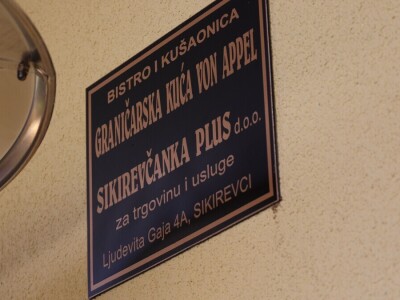 BISTRO I KUŠAONICA
GRANIČARSKA KUĆA VON APPEL
SIKIREVČANKA PLUS d.o.o.
za trgovinu i usluge
Ljudevita Gaja 4A, SIKIREVCI